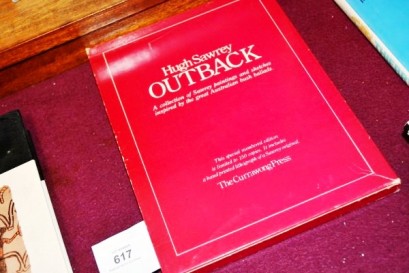 Hugh Sawrey
OUTBACK
A collection of Sawrey paintings and sketches
inspired by the great Australian bush ballads.
This special numbered edition
is limited to 200 copies. It includes
a hand printed lithograph of a Sawrey original.
The Currawong Press
617